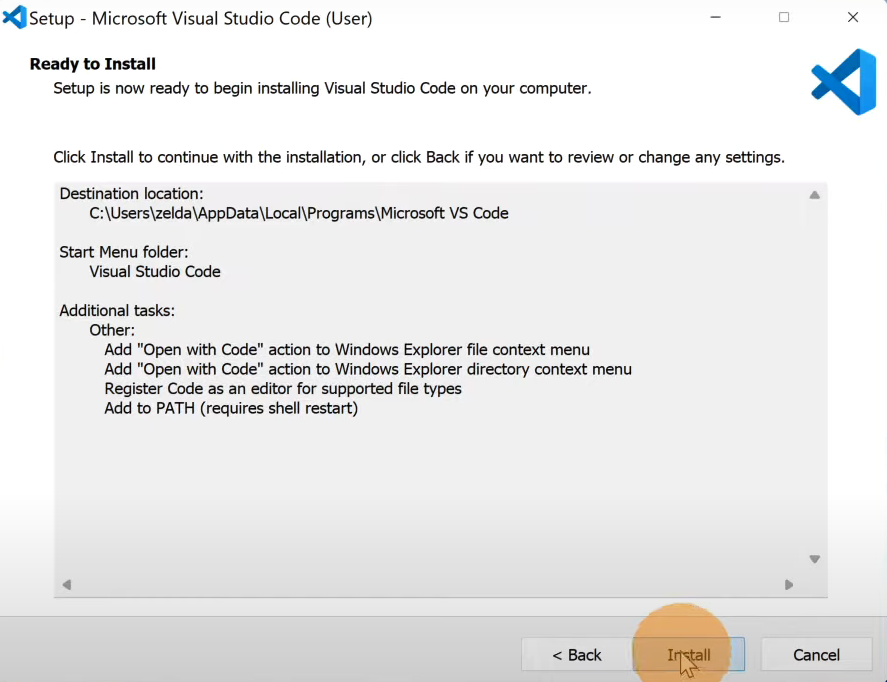 Setup - Microsoft Visual Studio Code (User)
Ready to Install
Setup is now ready to begin installing Visual Studio Code on your computer.
Click Install to continue with the installation, or click Back if you want to review or change any settings.
Destination location:
C:\Users\zelda\AppData\Local\Programs\Microsoft VS Code
Start Menu folder:
Visual Studio Code
Additional tasks:
Other:
Add "Open with Code" action to Windows Explorer file context menu
Add "Open with Code" action to Windows Explorer directory context menu
Register Code as an editor for supported file types
Add to PATH (requires shell restart)
< Back Install Cancel